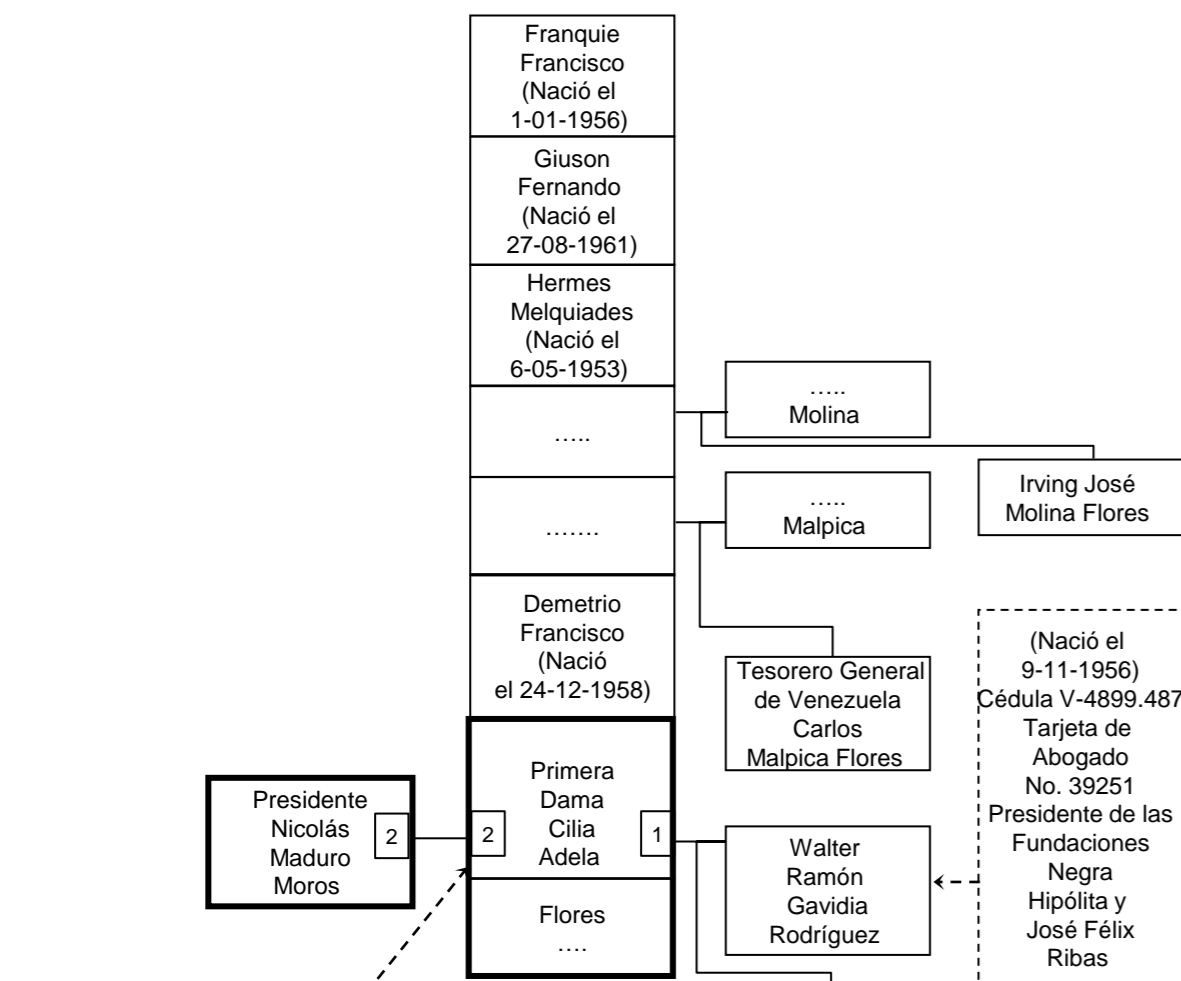 Franquie
Francisco
(Nació el
1-01-1956)
Giuson
Fernando
(Nació el
27-08-1961)
Hermes
Melquiades
(Nació el
6-05-1953)
…..
…..
Molina
Irving José
Molina Flores
…….
…..
Malpica
Demetrio
Francisco
(Nació
el 24-12-1958)
Tesorero General
de Venezuela
Carlos
Malpica Flores
Presidente
Nicolás
Maduro
Moros
2
2
Primera
Dama
Cilia
Adela
1
Flores
….
Walter
Ramón
Gavidia
Rodríguez
(Nació el
9-11-1956)
Cédula V-4899.487
Tarjeta de
Abogado
No. 39251
Presidente de las
Fundaciones
Negra
Hipólita y
José Félix
Ribas